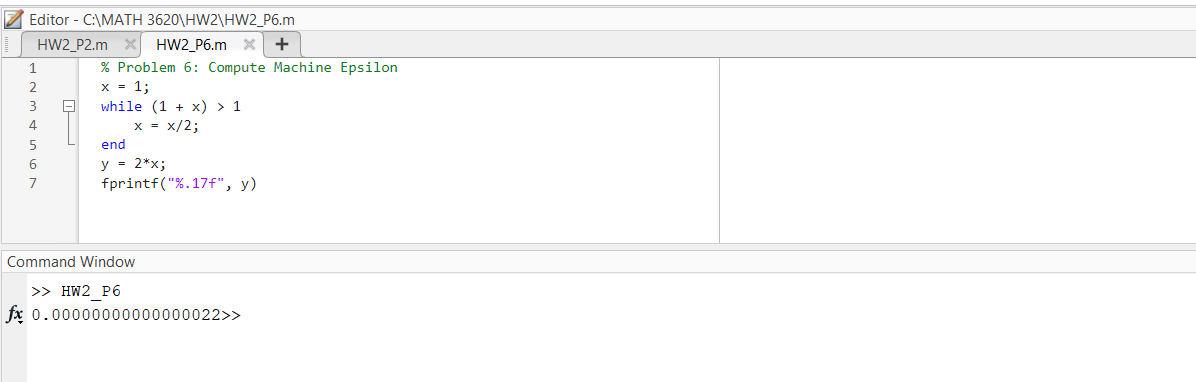 Editor - C:\MATH 3620\HW2\HW2_P6.m
HW2_P2.m HW2_P6.m +
1 % Problem 6: Compute Machine Epsilon
2 x = 1;
3 while (1 + x) > 1
4 x = x/2;
5 end
6 y = 2*x;
7 fprintf("%.17f", y)
Command Window
>> HW2_P6
fx 0.00000000000000022>>